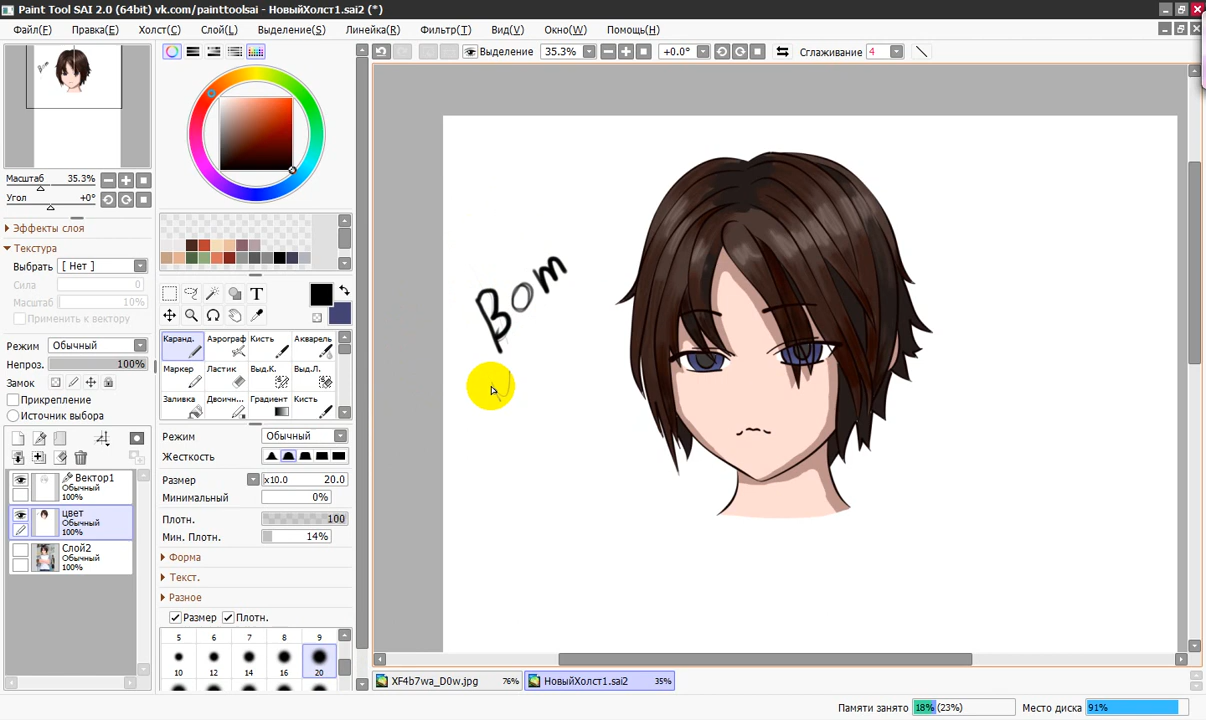 Paint Tool SAI 2.0 (64bit) vk.com/painttoolsai - НовыйХолст1.sai2 (*)
Файл(F) Правка(E) Холст(C) Слой(L) Выделение(S) Линейка(R) Фильтр(T) Вид(V) Окно(W) Помощь(H)
Выделение 35.3% +0.0° Сглаживание 4
Масштаб 35.3%
Угол +0°
Эффекты слоя
Текстура
Выбрать [ Нет ]
Сила 0
Масштаб 10%
Применить к вектору
Режим Обычный
Непроз. 100%
Замок
Прикрепление
Источник выбора
Вектор1
Обычный
100%
цвет
Обычный
100%
Слой2
Обычный
100%
T
Каранд. Аэрограф Кисть Акварель
Маркер Ластик Выд.К. Выд.Л.
Заливка Двоичн... Градиент Кисть
Режим Обычный
Жесткость
Размер x10.0 20.0
Минимальный 0%
Плотн. 100
Мин. Плотн. 14%
Форма
Текст.
Разное
Размер Плотн.
5 6 7 8 9
10 12 14 16 20
Вот
XF4b7wa_D0w.jpg 76% НовыйХолст1.sai2 35%
Памяти занято 18% (23%) Место диска 91%